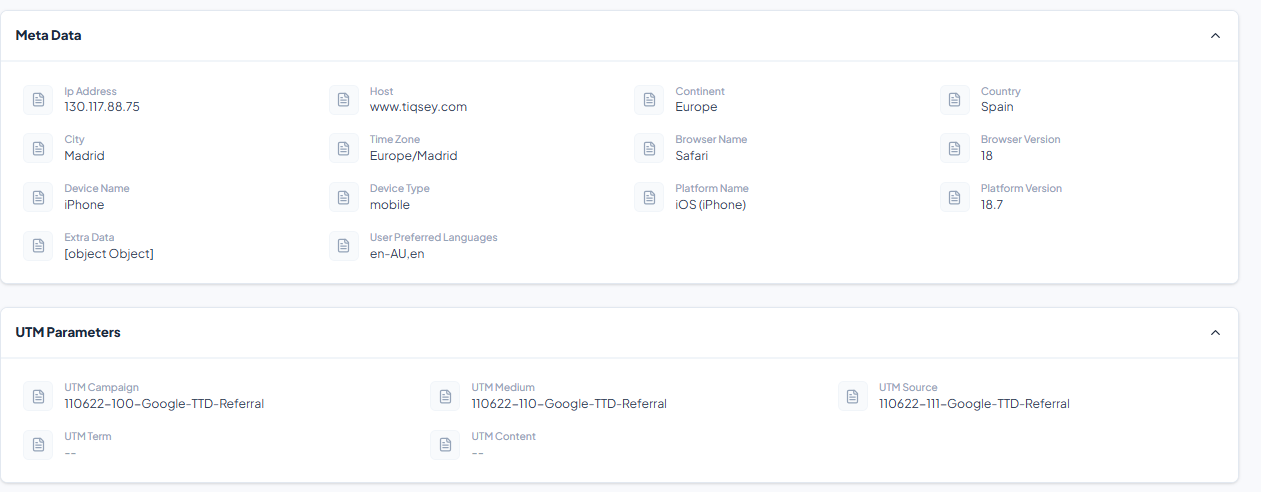 Meta Data
Ip Address
130.117.88.75
Host
www.tiqsey.com
Continent
Europe
Country
Spain
City
Madrid
Time Zone
Europe/Madrid
Browser Name
Safari
Browser Version
18
Device Name
iPhone
Device Type
mobile
Platform Name
iOS (iPhone)
Platform Version
18.7
Extra Data
[object Object]
User Preferred Languages
en-AU,en
UTM Parameters
UTM Campaign
110622-100-Google-TTD-Referral
UTM Medium
110622-110-Google-TTD-Referral
UTM Source
110622-111-Google-TTD-Referral
UTM Term
--
UTM Content
--